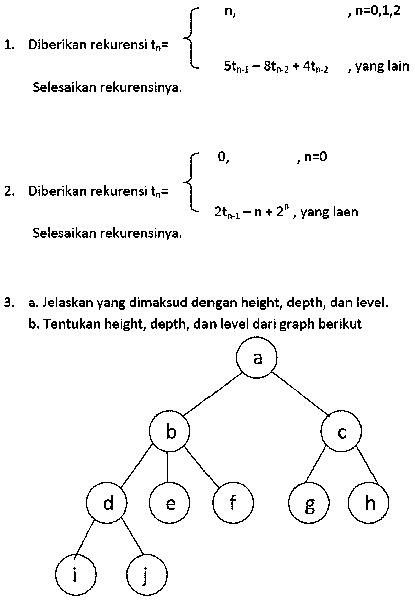 n, , n=0,1,2
1. Diberikan rekurensi tₙ=
5tₙ₋₁ – 8tₙ₋₂ + 4tₙ₋₂ , yang lain
Selesaikan rekurensinya.
0, , n=0
2. Diberikan rekurensi tₙ=
2tₙ₋₁ – n + 2ⁿ , yang laen
Selesaikan rekurensinya.
3. a. Jelaskan yang dimaksud dengan height, depth, dan level.
b. Tentukan height, depth, dan level dari graph berikut
a
b c
d e f g h
i j